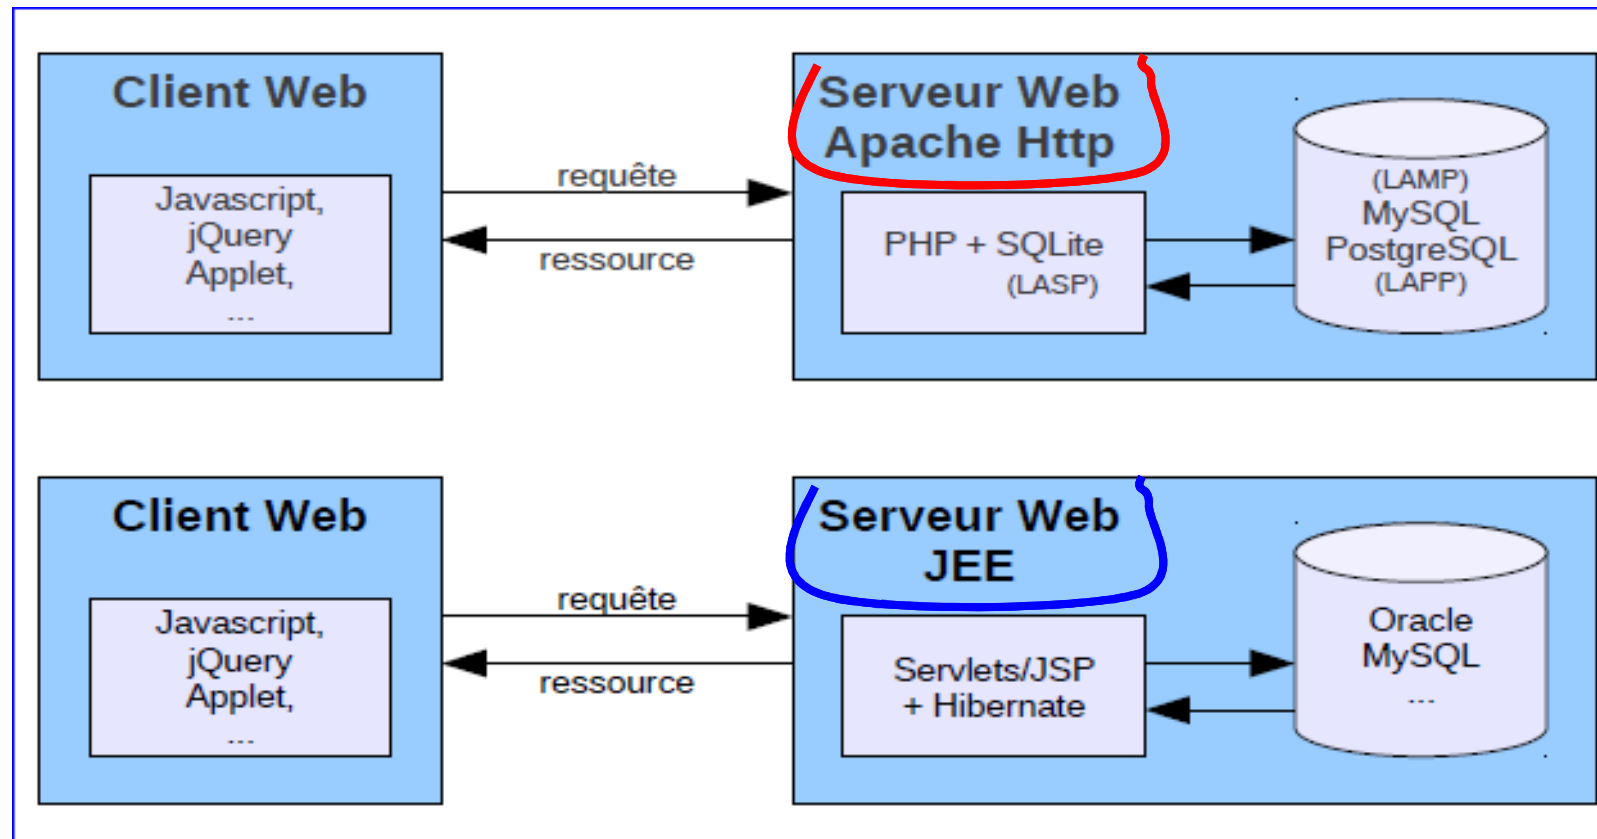 Client Web
Javascript,
jQuery
Applet,
...
requête
ressource
Serveur Web
Apache Http
PHP + SQLite
(LASP)
(LAMP)
MySQL
PostgreSQL
(LAPP)
Client Web
Javascript,
jQuery
Applet,
...
requête
ressource
Serveur Web
JEE
Servlets/JSP
+ Hibernate
Oracle
MySQL
...